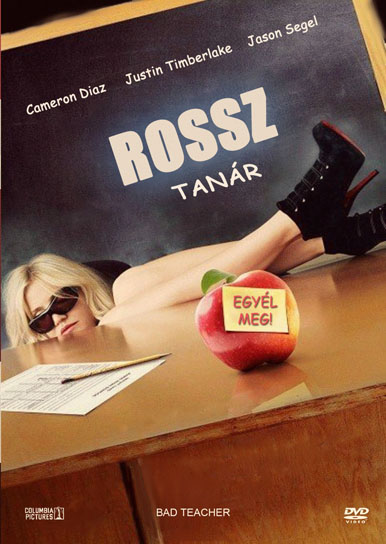 Cameron Diaz Justin Timberlake Jason Segel
ROSSZ
TANÁR
EGYÉL
MEG!
COLUMBIA
PICTURES
BAD TEACHER
DVD
VIDEO